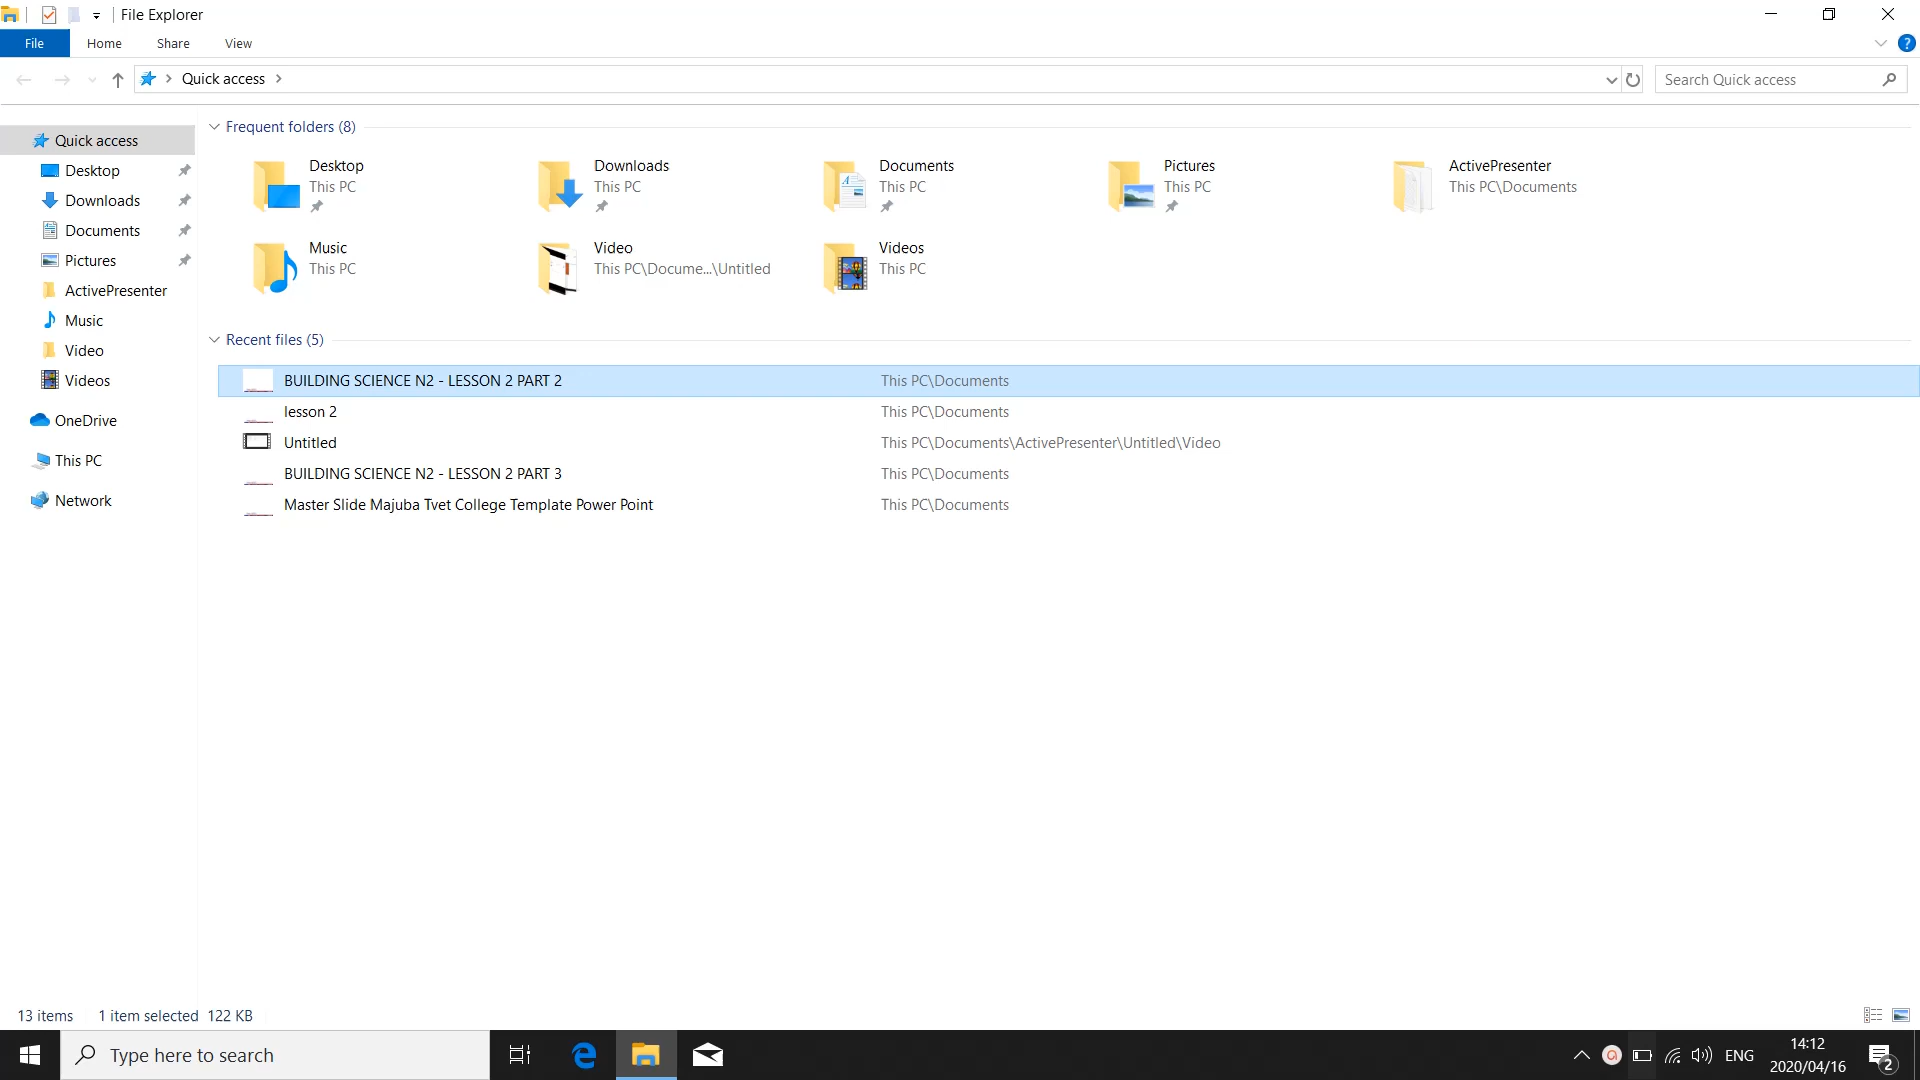 File Explorer
File Home Share View
Quick access
Search Quick access
Quick access
Desktop
Downloads
Documents
Pictures
ActivePresenter
Music
Video
Videos
OneDrive
This PC
Network
Frequent folders (8)
Desktop
This PC
Downloads
This PC
Documents
This PC
Pictures
This PC
ActivePresenter
This PC\Documents
Music
This PC
Video
This PC\Docume...\Untitled
Videos
This PC
Recent files (5)
BUILDING SCIENCE N2 - LESSON 2 PART 2 This PC\Documents
lesson 2 This PC\Documents
Untitled This PC\Documents\ActivePresenter\Untitled\Video
BUILDING SCIENCE N2 - LESSON 2 PART 3 This PC\Documents
Master Slide Majuba Tvet College Template Power Point This PC\Documents
13 items 1 item selected 122 KB
Type here to search
ENG
14:12
2020/04/16
2